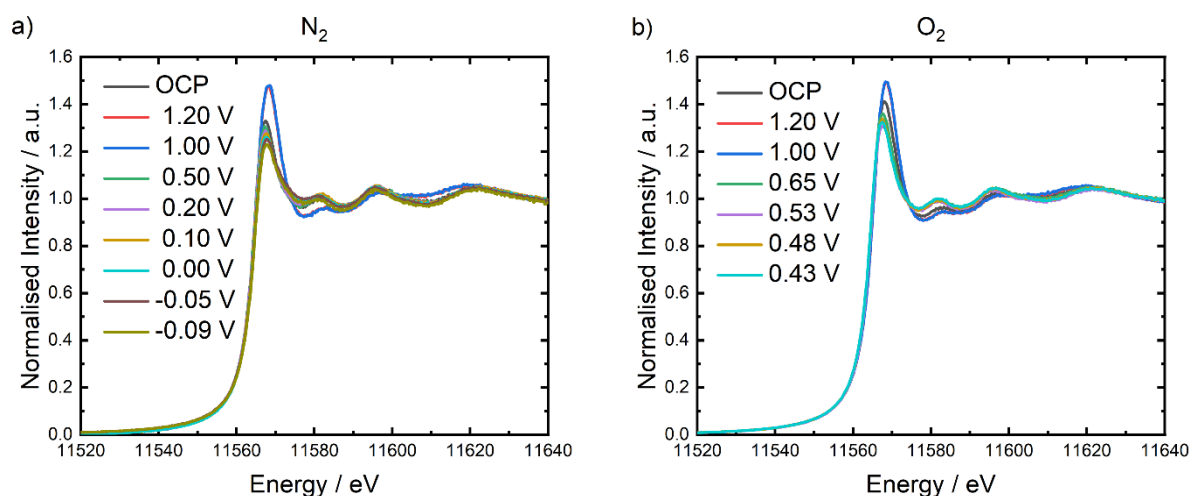 a) N₂
Normalised Intensity / a.u.
1.6
1.4
1.2
1.0
0.8
0.6
0.4
0.2
0.0
OCP
1.20 V
1.00 V
0.50 V
0.20 V
0.10 V
0.00 V
-0.05 V
-0.09 V
11520 11540 11560 11580 11600 11620 11640
Energy / eV
b) O₂
Normalised Intensity / a.u.
1.6
1.4
1.2
1.0
0.8
0.6
0.4
0.2
0.0
OCP
1.20 V
1.00 V
0.65 V
0.53 V
0.48 V
0.43 V
11520 11540 11560 11580 11600 11620 11640
Energy / eV